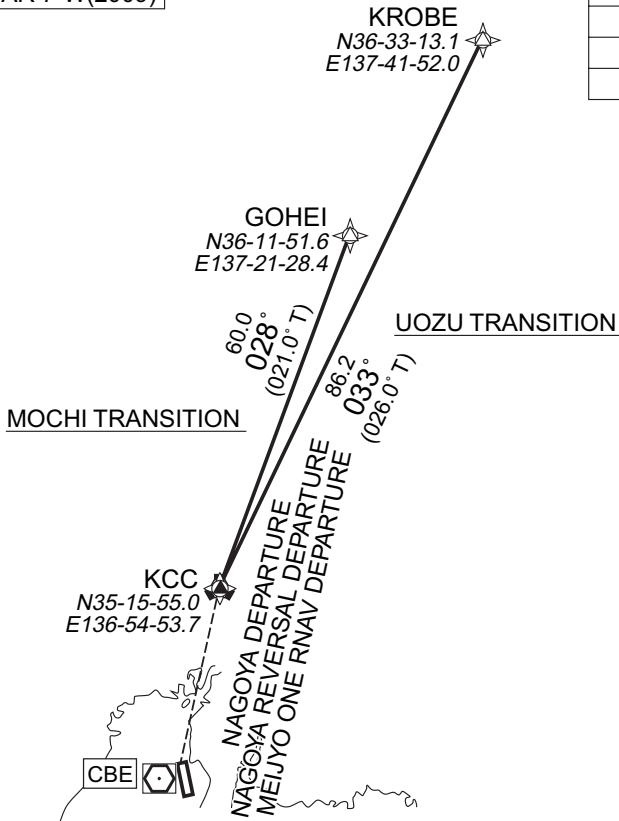 KROBE
N36-33-13.1
E137-41-52.0
GOHEI
N36-11-51.6
E137-21-28.4
60.0
028°
(021.0°T)
UOZU TRANSITION
86.2
033°
(026.0°T)
MOCHI TRANSITION
KCC
N35-15-55.0
E136-54-53.7
NAGOYA DEPARTURE
NAGOYA REVERSAL DEPARTURE
MEIJYO ONE RNAV DEPARTURE
CBE